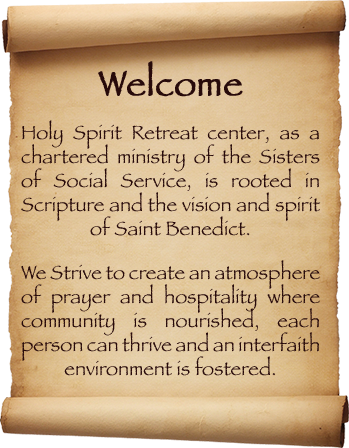 Welcome
Holy Spirit Retreat center, as a
chartered ministry of the Sisters
of Social Service, is rooted in
Scripture and the vision and spirit
of Saint Benedict.
We Strive to create an atmosphere
of prayer and hospitality where
community is nourished, each
person can thrive and an interfaith
environment is fostered.